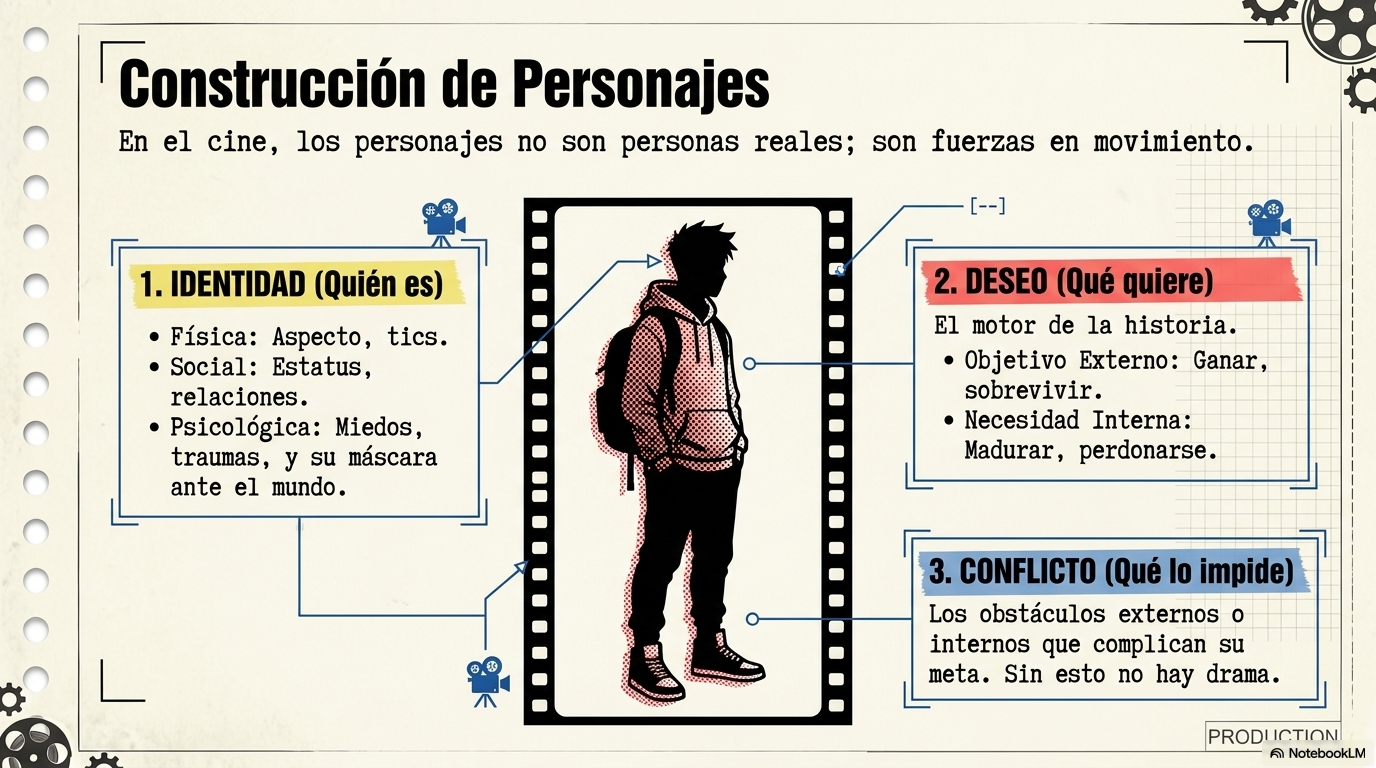 Construcción de Personajes
En el cine, los personajes no son personas reales; son fuerzas en movimiento.
[--]
1. IDENTIDAD (Quién es)
• Física: Aspecto, tics.
• Social: Estatus,
relaciones.
• Psicológica: Miedos,
traumas, y su máscara
ante el mundo.
2. DESEO (Qué quiere)
El motor de la historia.
• Objetivo Externo: Ganar,
sobrevivir.
• Necesidad Interna:
Madurar, perdonarse.
3. CONFLICTO (Qué lo impide)
Los obstáculos externos o
internos que complican su
meta. Sin esto no hay drama.
PRODUCTION
NotebookLM